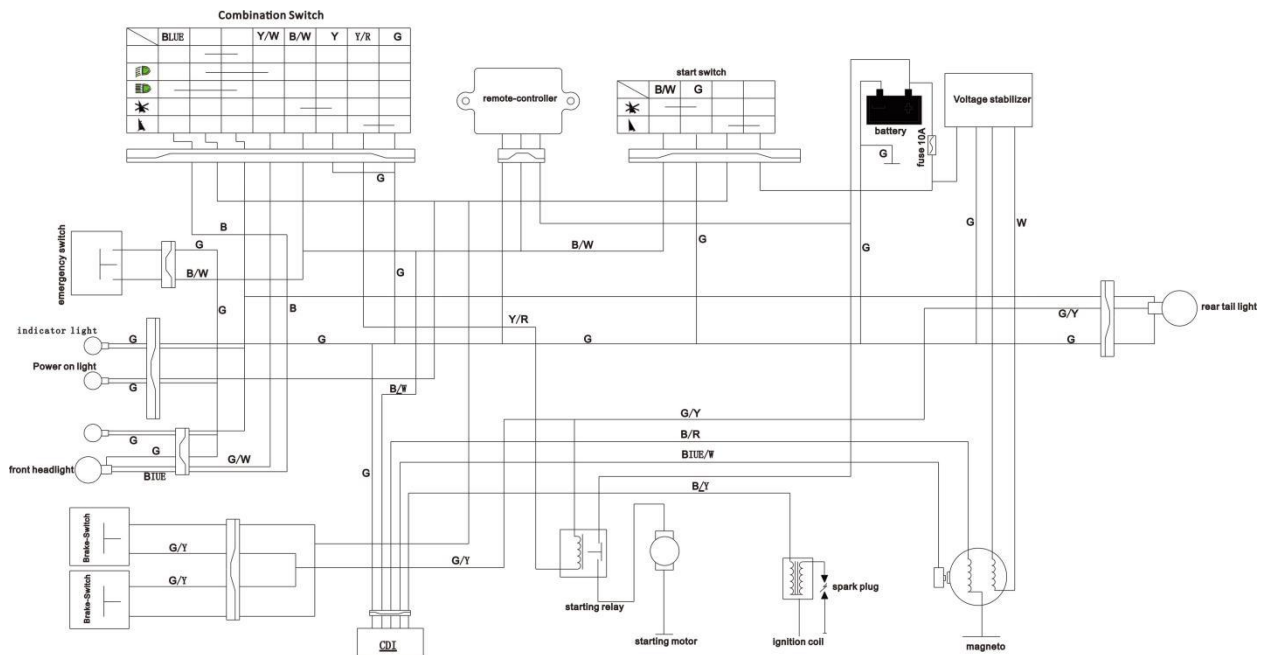 Combination Switch
BLUE Y/W B/W Y Y/R G
remote-controller
start switch
B/W G
battery
G
fuse 10A
Voltage stabilizer
G
B
G
B/W
emergency switch
B/W
G
G
G
W
G
G
B
Y/R
G/Y
rear tail light
indicator light
G
G
G
G
Power on light
G
B/W
G/Y
G
B/R
G
G/W
front headlight
BIUE
BIUE/W
G
B/Y
Brake-Switch
G/Y
G/Y
G/Y
Brake-Switch
starting relay
starting motor
spark plug
ignition coil
magneto
CDI